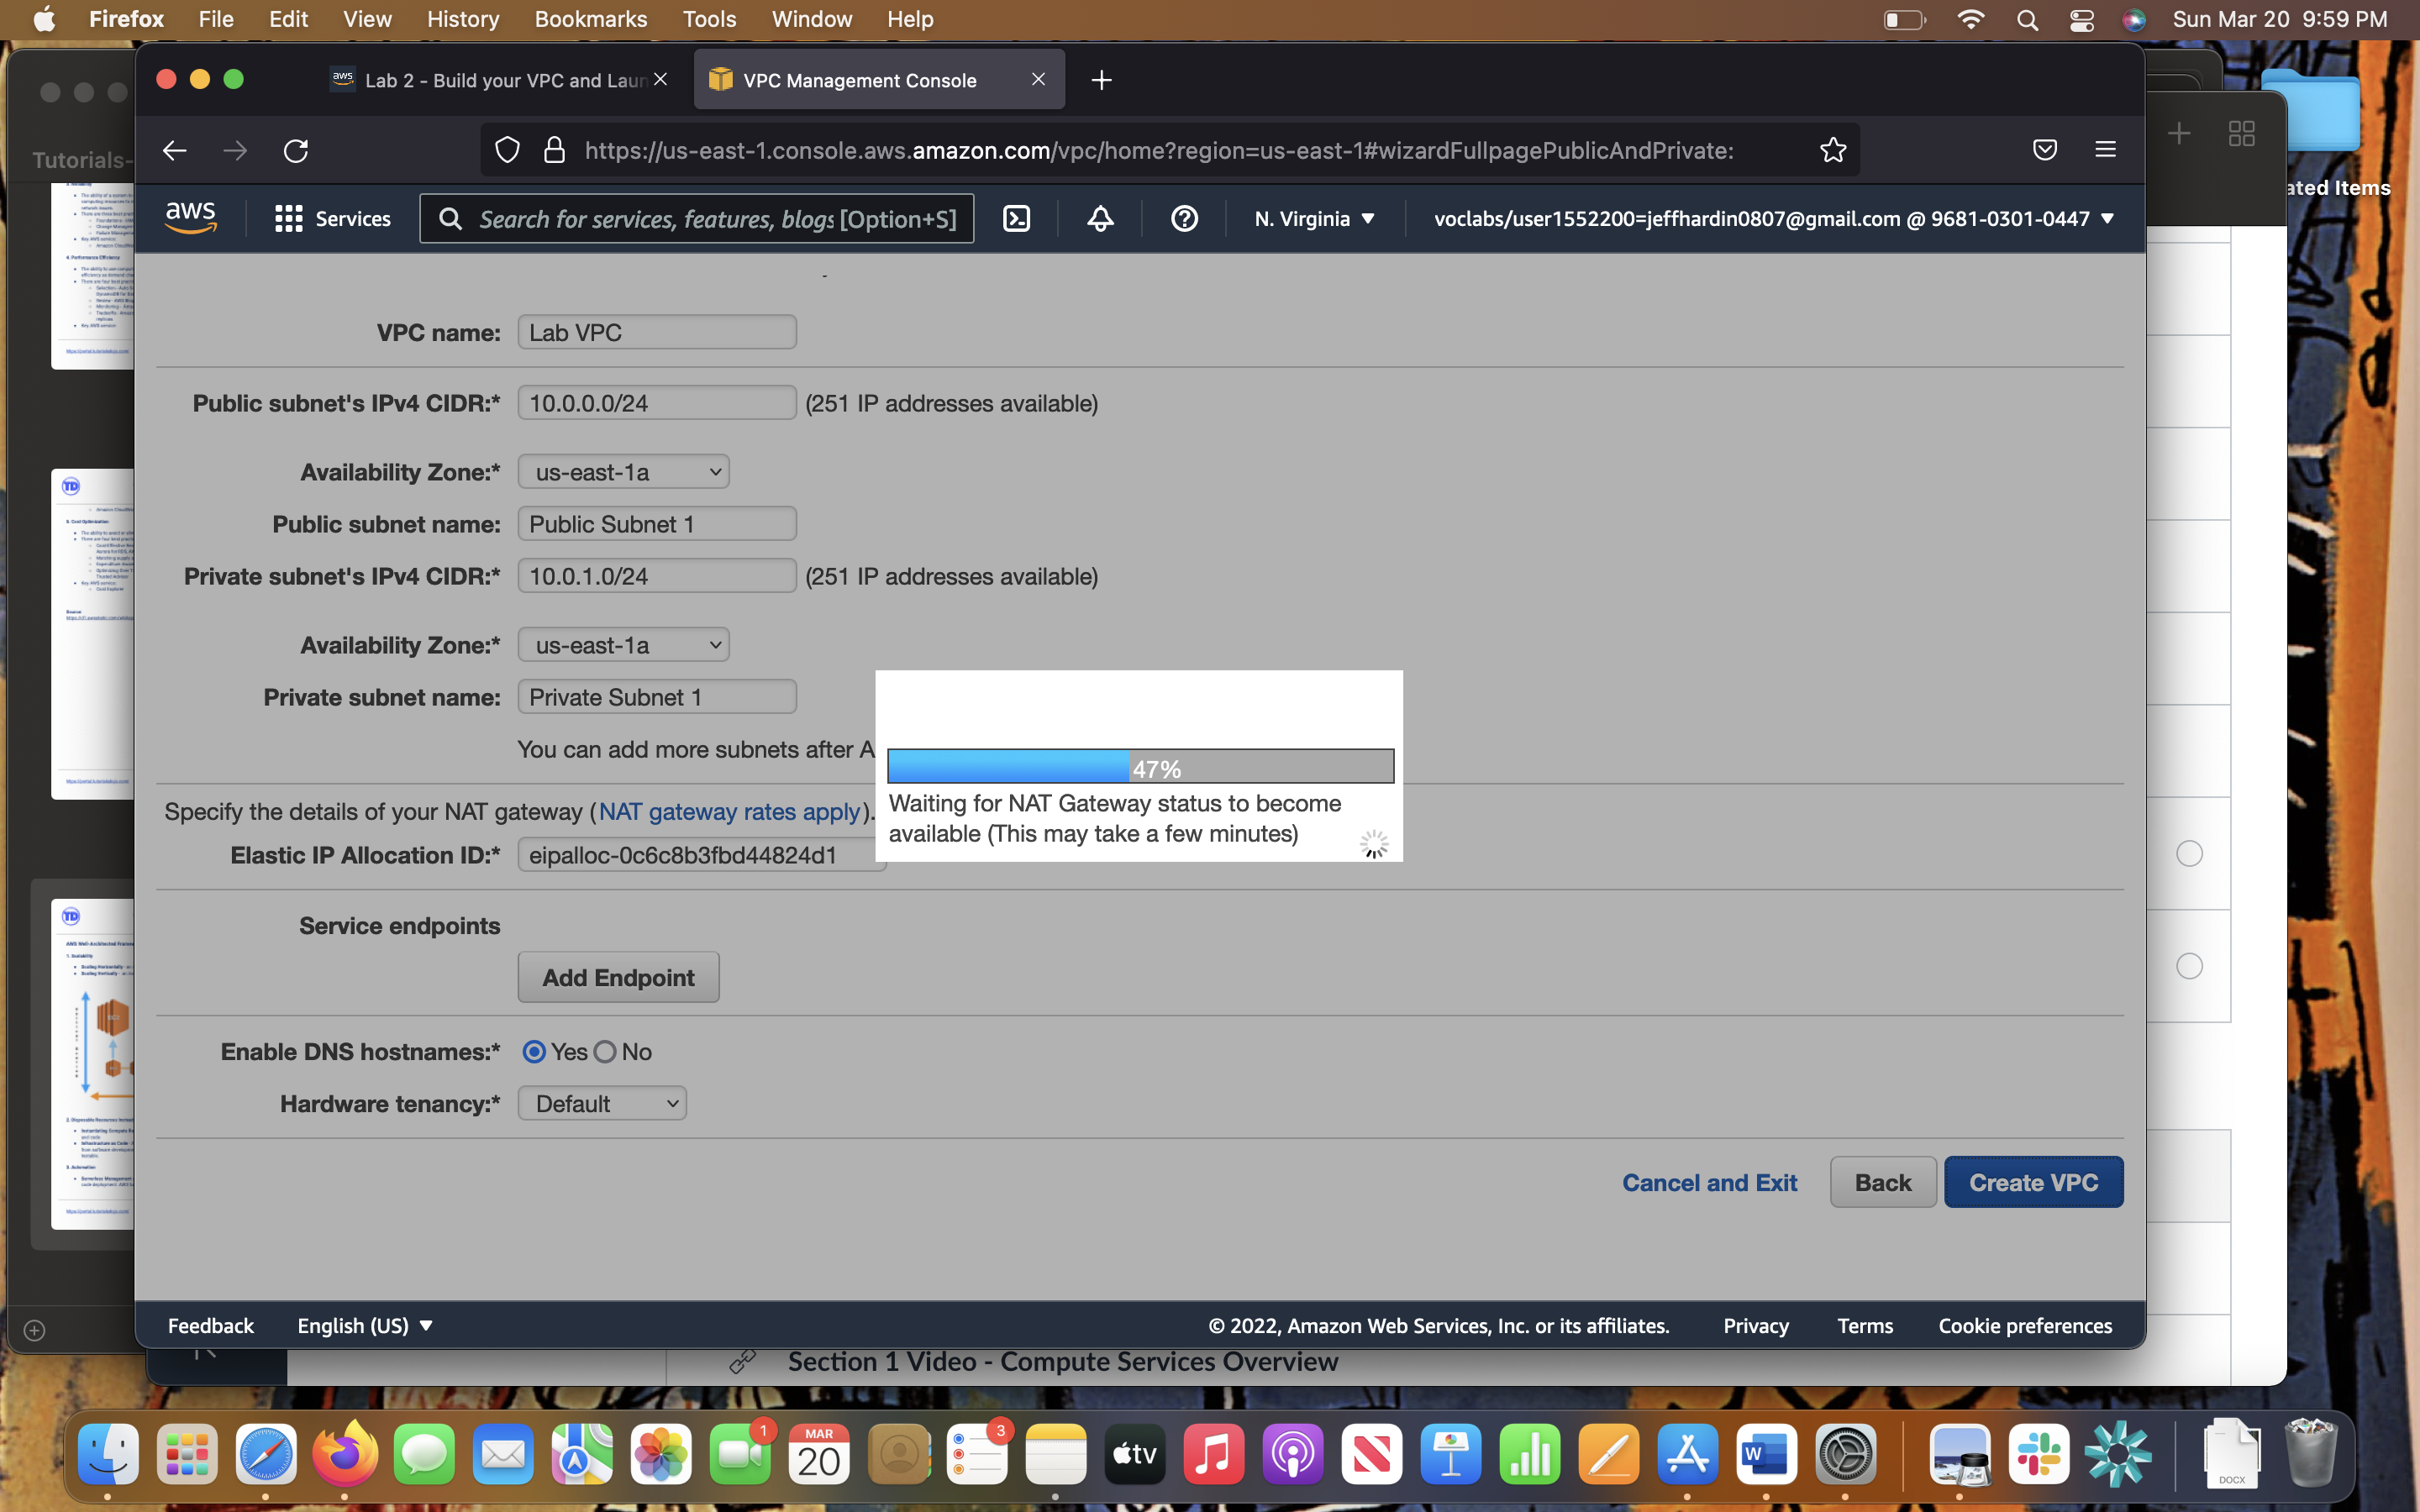 Firefox File Edit View History Bookmarks Tools Window Help Sun Mar 20 9:59 PM
aws Lab 2 - Build your VPC and Laun VPC Management Console
Tutorials-
https://us-east-1.console.aws.amazon.com/vpc/home?region=us-east-1#wizardFullpagePublicAndPrivate:
ated Items
aws Services Search for services, features, blogs [Option+S] N. Virginia voclabs/user1552200=jeffhardin0807@gmail.com @ 9681-0301-0447
VPC name: Lab VPC
Public subnet's IPv4 CIDR:* 10.0.0.0/24 (251 IP addresses available)
Availability Zone:* us-east-1a
Public subnet name: Public Subnet 1
Private subnet's IPv4 CIDR:* 10.0.1.0/24 (251 IP addresses available)
Availability Zone:* us-east-1a
Private subnet name: Private Subnet 1
You can add more subnets after A
47%
Waiting for NAT Gateway status to become
available (This may take a few minutes)
Specify the details of your NAT gateway (NAT gateway rates apply).
Elastic IP Allocation ID:* eipalloc-0c6c8b3fbd44824d1
Service endpoints
Add Endpoint
Enable DNS hostnames:* Yes No
Hardware tenancy:* Default
Cancel and Exit Back Create VPC
Feedback English (US) © 2022, Amazon Web Services, Inc. or its affiliates. Privacy Terms Cookie preferences
Section 1 Video - Compute Services Overview
1 MAR 20 3 tv W DOCX
TD
TD